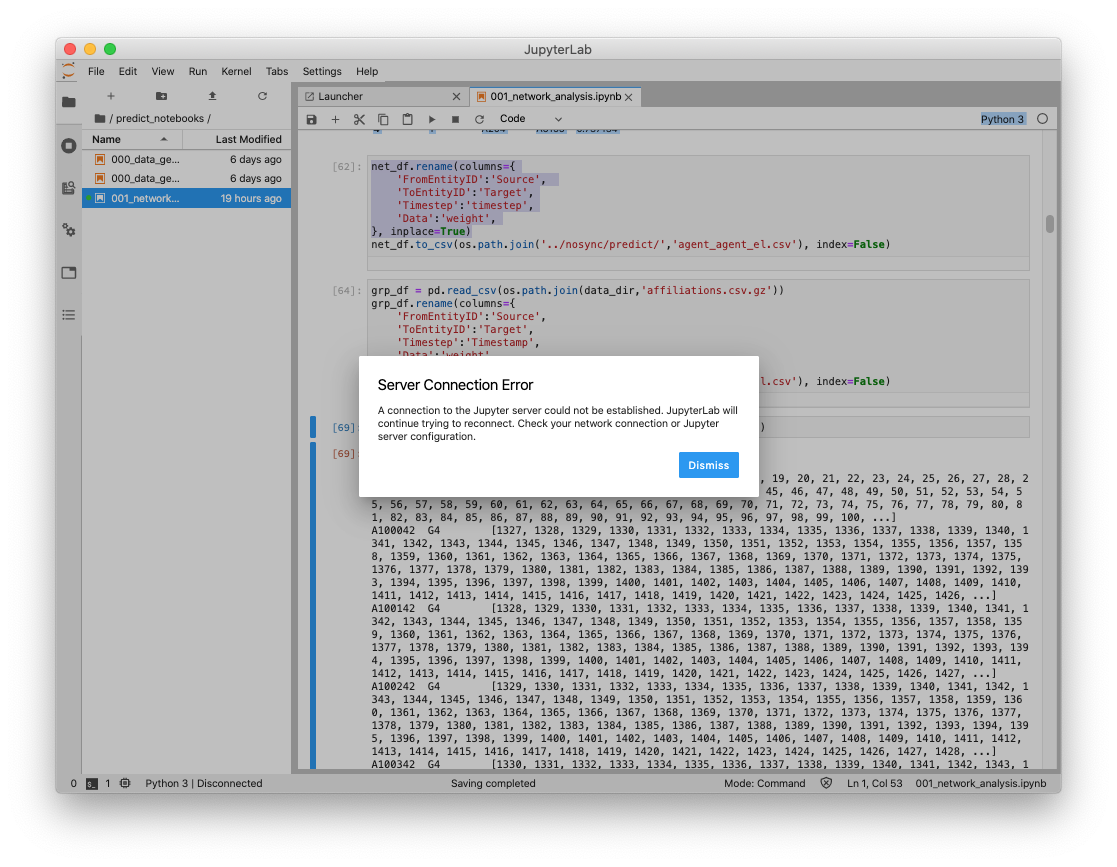 JupyterLab
File Edit View Run Kernel Tabs Settings Help
Launcher
001_network_analysis.ipynb
/ predict_notebooks /
Code
Python 3
Name Last Modified
000_data_ge... 6 days ago
000_data_ge... 6 days ago
001_network... 19 hours ago
[62]: net_df.rename(columns={
'FromEntityID':'Source',
'ToEntityID':'Target',
'Timestep':'timestep',
'Data':'weight',
}, inplace=True)
net_df.to_csv(os.path.join('../nosync/predict/','agent_agent_el.csv'), index=False)
[64]: grp_df = pd.read_csv(os.path.join(data_dir,'affiliations.csv.gz'))
grp_df.rename(columns={
'FromEntityID':'Source',
'ToEntityID':'Target',
'Timestep':'Timestamp',
'Data':'weight'
l.csv'), index=False)
Server Connection Error
A connection to the Jupyter server could not be established. JupyterLab will
continue trying to reconnect. Check your network connection or Jupyter
server configuration.
Dismiss
[69]: )
[69]:
, 19, 20, 21, 22, 23, 24, 25, 26, 27, 28, 2
45, 46, 47, 48, 49, 50, 51, 52, 53, 54, 5
5, 56, 57, 58, 59, 60, 61, 62, 63, 64, 65, 66, 67, 68, 69, 70, 71, 72, 73, 74, 75, 76, 77, 78, 79, 80, 8
1, 82, 83, 84, 85, 86, 87, 88, 89, 90, 91, 92, 93, 94, 95, 96, 97, 98, 99, 100, ...]
A100042 G4 [1327, 1328, 1329, 1330, 1331, 1332, 1333, 1334, 1335, 1336, 1337, 1338, 1339, 1340, 1
341, 1342, 1343, 1344, 1345, 1346, 1347, 1348, 1349, 1350, 1351, 1352, 1353, 1354, 1355, 1356, 1357, 135
8, 1359, 1360, 1361, 1362, 1363, 1364, 1365, 1366, 1367, 1368, 1369, 1370, 1371, 1372, 1373, 1374, 1375,
1376, 1377, 1378, 1379, 1380, 1381, 1382, 1383, 1384, 1385, 1386, 1387, 1388, 1389, 1390, 1391, 1392, 139
3, 1394, 1395, 1396, 1397, 1398, 1399, 1400, 1401, 1402, 1403, 1404, 1405, 1406, 1407, 1408, 1409, 1410,
1411, 1412, 1413, 1414, 1415, 1416, 1417, 1418, 1419, 1420, 1421, 1422, 1423, 1424, 1425, 1426, ...]
A100142 G4 [1328, 1329, 1330, 1331, 1332, 1333, 1334, 1335, 1336, 1337, 1338, 1339, 1340, 1341, 1
342, 1343, 1344, 1345, 1346, 1347, 1348, 1349, 1350, 1351, 1352, 1353, 1354, 1355, 1356, 1357, 1358, 135
9, 1360, 1361, 1362, 1363, 1364, 1365, 1366, 1367, 1368, 1369, 1370, 1371, 1372, 1373, 1374, 1375, 1376,
1377, 1378, 1379, 1380, 1381, 1382, 1383, 1384, 1385, 1386, 1387, 1388, 1389, 1390, 1391, 1392, 1393, 139
4, 1395, 1396, 1397, 1398, 1399, 1400, 1401, 1402, 1403, 1404, 1405, 1406, 1407, 1408, 1409, 1410, 1411,
1412, 1413, 1414, 1415, 1416, 1417, 1418, 1419, 1420, 1421, 1422, 1423, 1424, 1425, 1426, 1427, ...]
A100242 G4 [1329, 1330, 1331, 1332, 1333, 1334, 1335, 1336, 1337, 1338, 1339, 1340, 1341, 1342, 1
343, 1344, 1345, 1346, 1347, 1348, 1349, 1350, 1351, 1352, 1353, 1354, 1355, 1356, 1357, 1358, 1359, 136
0, 1361, 1362, 1363, 1364, 1365, 1366, 1367, 1368, 1369, 1370, 1371, 1372, 1373, 1374, 1375, 1376, 1377,
1378, 1379, 1380, 1381, 1382, 1383, 1384, 1385, 1386, 1387, 1388, 1389, 1390, 1391, 1392, 1393, 1394, 139
5, 1396, 1397, 1398, 1399, 1400, 1401, 1402, 1403, 1404, 1405, 1406, 1407, 1408, 1409, 1410, 1411, 1412,
1413, 1414, 1415, 1416, 1417, 1418, 1419, 1420, 1421, 1422, 1423, 1424, 1425, 1426, 1427, 1428, ...]
A100342 G4 [1330, 1331, 1332, 1333, 1334, 1335, 1336, 1337, 1338, 1339, 1340, 1341, 1342, 1343, 1
0 1 Python 3 | Disconnected Saving completed Mode: Command Ln 1, Col 53 001_network_analysis.ipynb